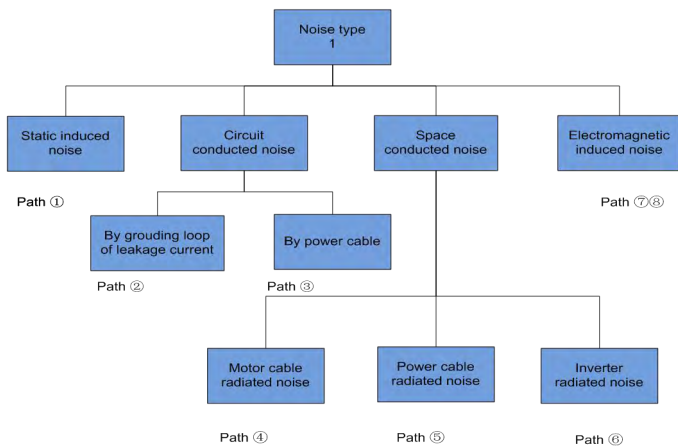 Noise type
1
Static induced
noise
Circuit
conducted noise
Space
conducted noise
Electromagnetic
induced noise
Path ①
Path ⑦⑧
By grouding loop
of leakage current
By power cable
Path ②
Path ③
Motor cable
radiated noise
Power cable
radiated noise
Inverter
radiated noise
Path ④
Path ⑤
Path ⑥